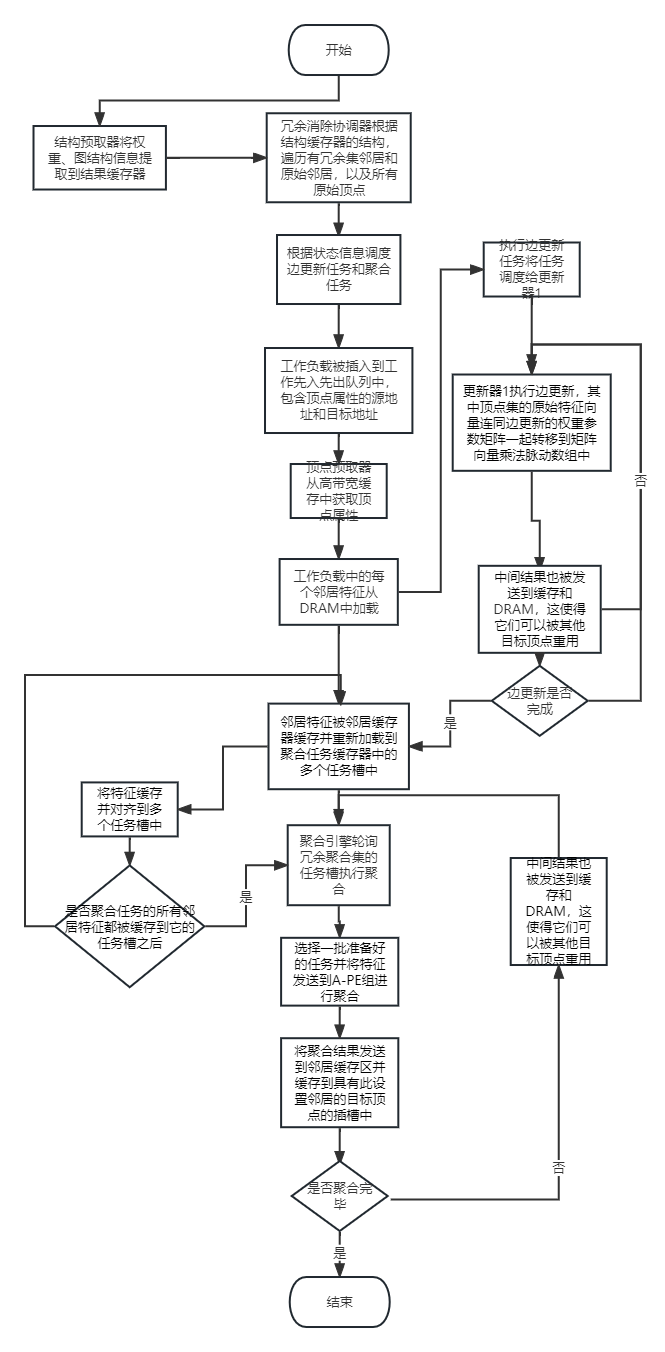 开始
结构预取器将权
重、图结构信息提
取到结果缓存器
冗余消除协调器根据
结构缓存器的结构,
遍历有冗余集邻居和
原始邻居，以及所有
原始顶点
根据状态信息调度
边更新任务和聚合
任务
执行边更新
任务将任务
调度给更新
器1
工作负载被插入到工
作先入先出队列中，
包含顶点属性的源地
址和目标地址
更新器1执行边更新，其
中顶点集的原始特征向
量连同边更新的权重参
数矩阵一起转移到矩阵
向量乘法脉动数组中
否
顶点预取器
从高带宽缓
存中获取顶
点属性
工作负载中的每
个邻居特征从
DRAM中加载
中间结果也被发
送到缓存和
DRAM，这使得
它们可以被其他
目标顶点重用
边更新是否
完成
是
邻居特征被邻居缓存
器缓存并重新加载到
聚合任务缓存器中的
多个任务槽中
将特征缓存
并对齐到多
个任务槽中
是否聚合任务的所有邻
居特征都被缓存到它的
任务槽之后
是
聚合引擎轮询
冗余聚合集的
任务槽执行聚
合
中间结果也
被发送到缓
存和
DRAM，这
使得它们可
以被其他目
标顶点重用
选择一批准备好
的任务并将特征
发送到A-PE组进
行聚合
将聚合结果发送
到邻居缓存区并
缓存到具有此设
置邻居的目标顶
点的插槽中
是否聚合完
毕
否
是
结束